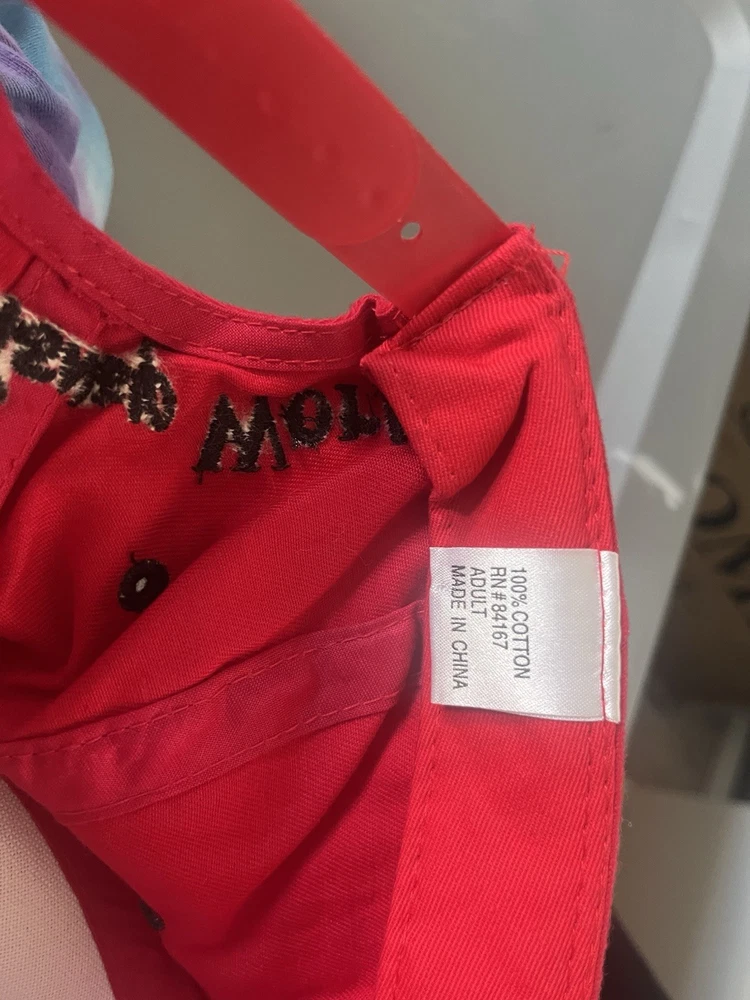 100% COTTON
RN # 84167
ADULT
MADE IN CHINA